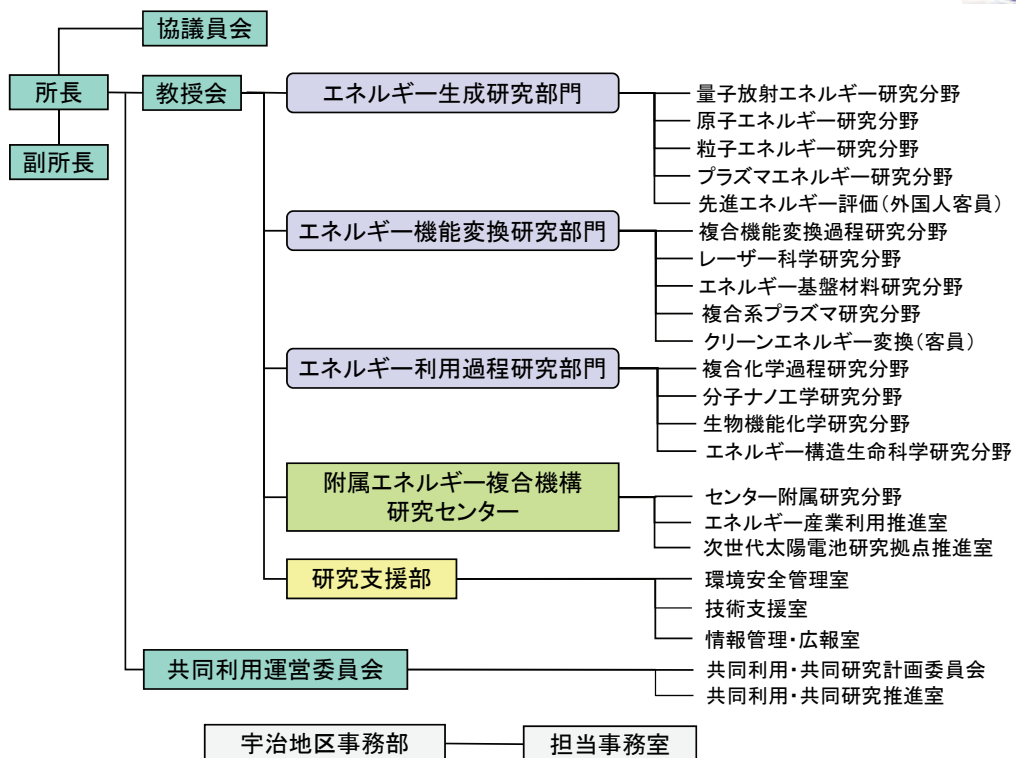 協議員会
所長
教授会
副所長
エネルギー生成研究部門
量子放射エネルギー研究分野
原子エネルギー研究分野
粒子エネルギー研究分野
プラズマエネルギー研究分野
先進エネルギー評価(外国人客員)
エネルギー機能変換研究部門
複合機能変換過程研究分野
レーザー科学研究分野
エネルギー基盤材料研究分野
複合系プラズマ研究分野
クリーンエネルギー変換(客員)
エネルギー利用過程研究部門
複合化学過程研究分野
分子ナノ工学研究分野
生物機能化学研究分野
エネルギー構造生命科学研究分野
附属エネルギー複合機構
研究センター
センター附属研究分野
エネルギー産業利用推進室
次世代太陽電池研究拠点推進室
研究支援部
環境安全管理室
技術支援室
情報管理・広報室
共同利用運営委員会
共同利用・共同研究計画委員会
共同利用・共同研究推進室
宇治地区事務部
担当事務室